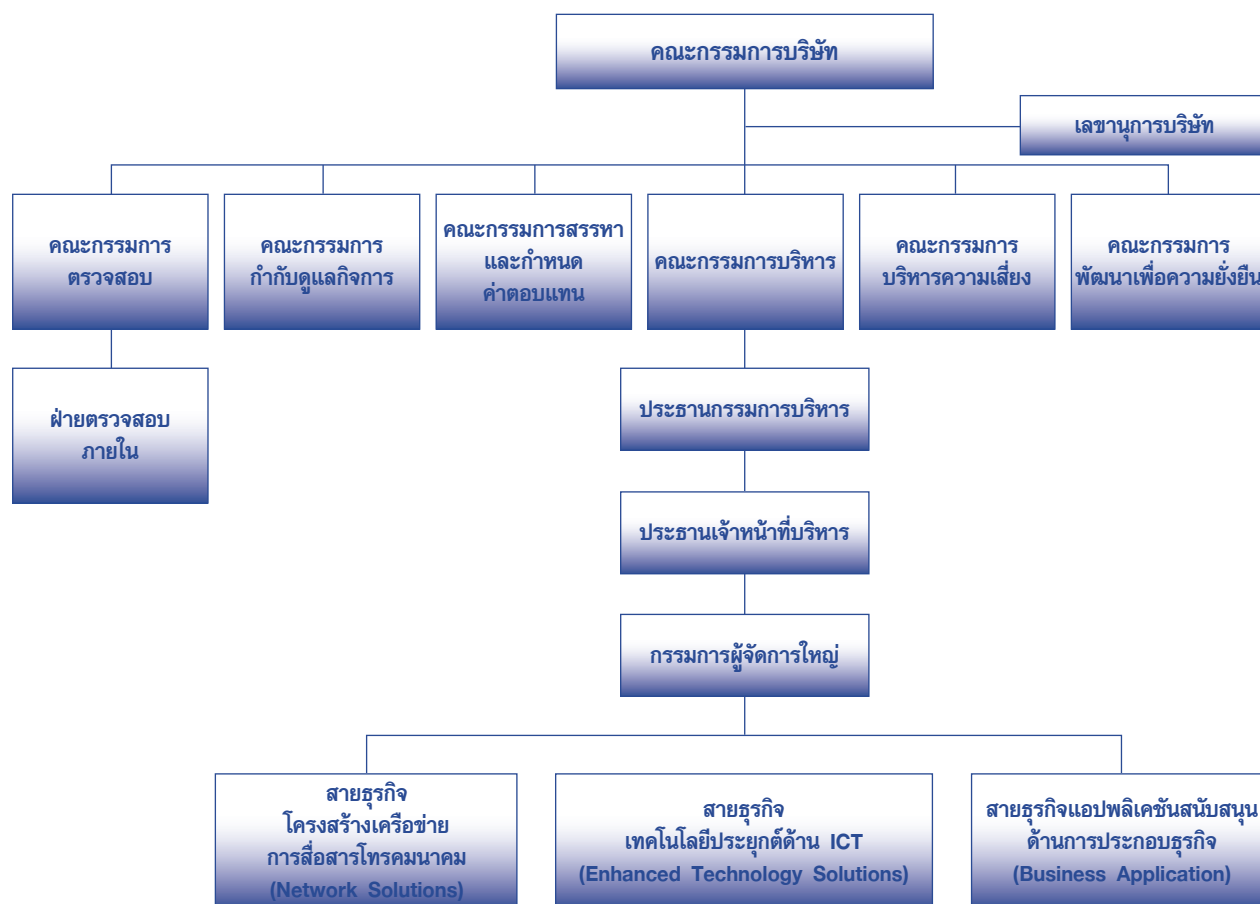 คณะกรรมการบริษัท
เลขานุการบริษัท
คณะกรรมการ
ตรวจสอบ
คณะกรรมการ
กำกับดูแลกิจการ
คณะกรรมการสรรหา
และกำหนด
ค่าตอบแทน
คณะกรรมการบริหาร
คณะกรรมการ
บริหารความเสี่ยง
คณะกรรมการ
พัฒนาเพื่อความยั่งยืน
ฝ่ายตรวจสอบ
ภายใน
ประธานกรรมการบริหาร
ประธานเจ้าหน้าที่บริหาร
กรรมการผู้จัดการใหญ่
สายธุรกิจ
โครงสร้างเครือข่าย
การสื่อสารโทรคมนาคม
(Network Solutions)
สายธุรกิจ
เทคโนโลยีประยุกต์ด้าน ICT
(Enhanced Technology Solutions)
สายธุรกิจแอปพลิเคชันสนับสนุน
ด้านการประกอบธุรกิจ
(Business Application)